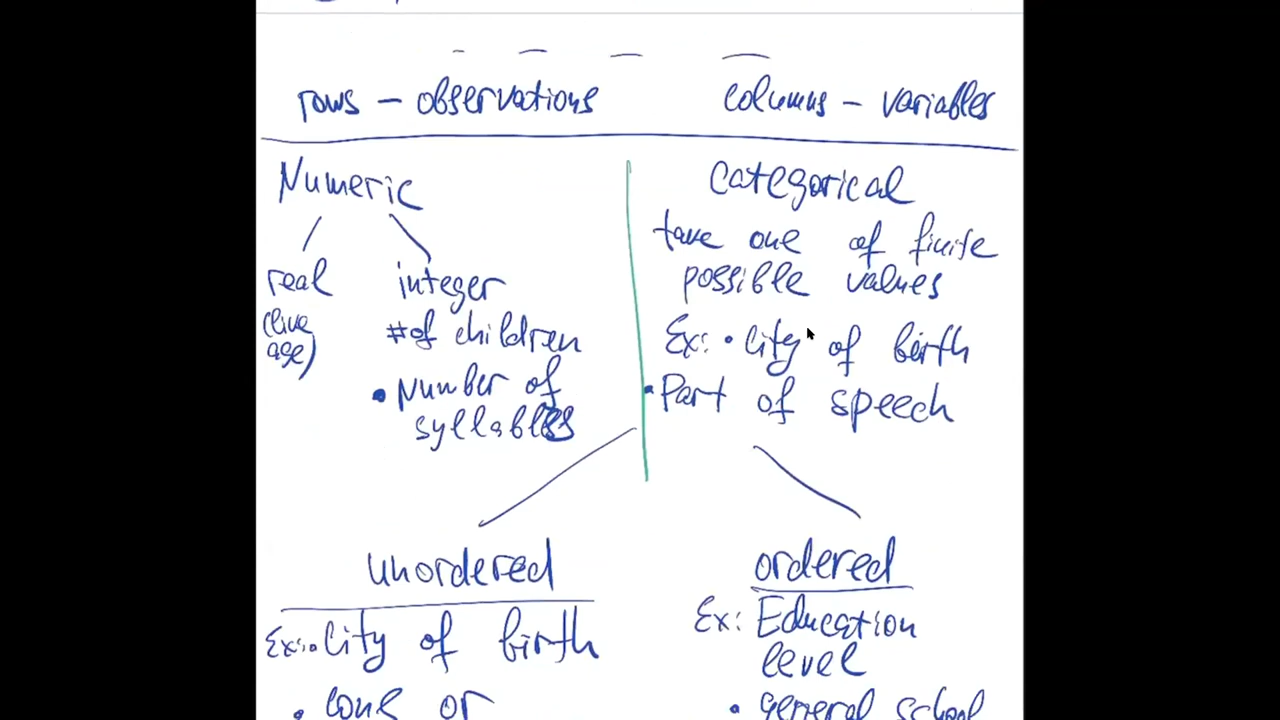 rows – observations
columns – variables
Numeric
real
(live
age)
integer
# of children
• Number of
syllables
Categorical
take one of finite
possible values
Ex: • City of birth
• Part of speech
unordered
Ex: • City of birth
•
or
ordered
Ex: Education
level
• general school